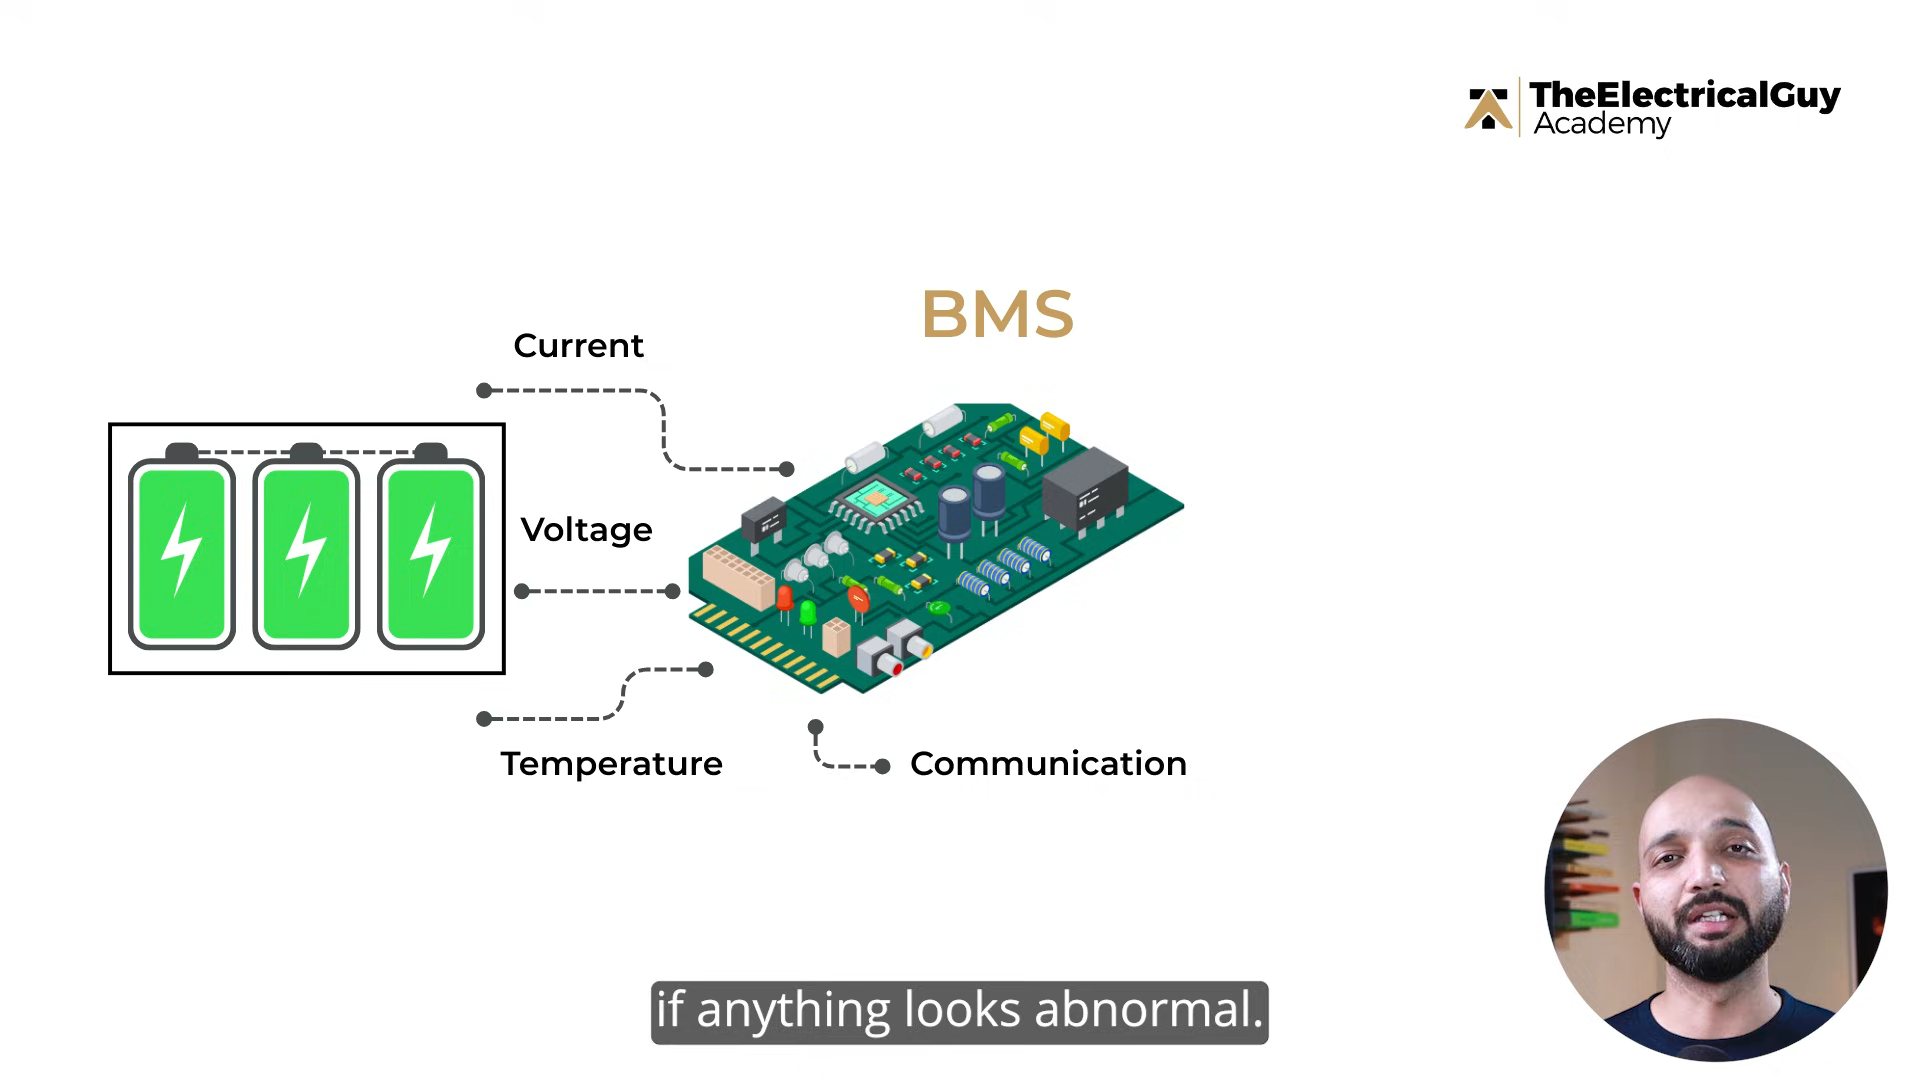 TheElectricalGuy
Academy
BMS
Current
Voltage
Temperature
Communication
if anything looks abnormal.